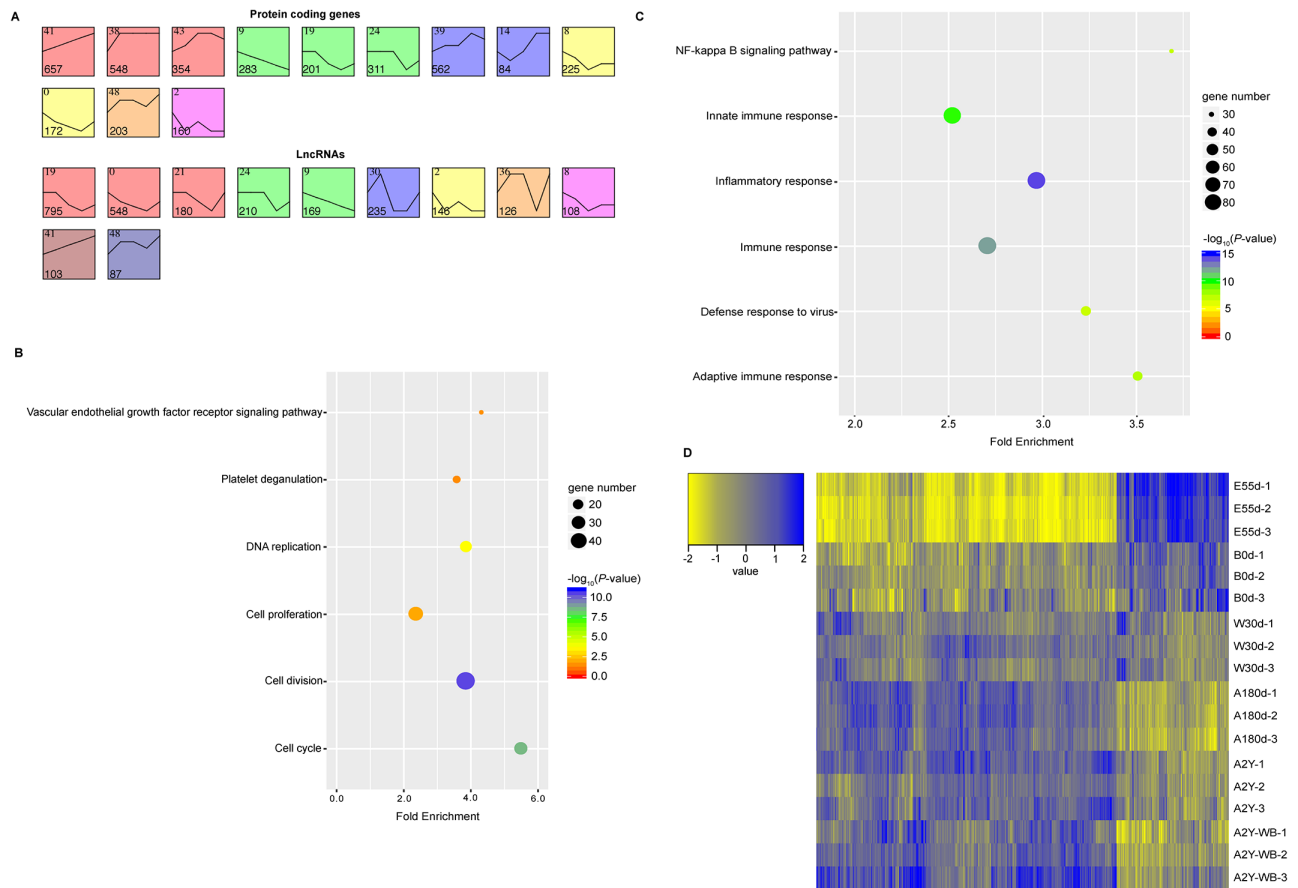 A
Protein coding genes
41 38 43 9 19 24 39 14 8
657 548 354 283 201 311 562 84 225
0 48 2
172 203 160
LncRNAs
19 0 21 24 9 30 2 36 8
795 548 180 210 169 235 146 126 108
41 48
103 87
B
Vascular endothelial growth factor receptor signaling pathway
Platelet deganulation
DNA replication
Cell prolferation
Cell division
Cell cycle
0.0 2.0 4.0 6.0
Fold Enrichment
gene number
20
30
40
-log10(P-value)
10.0
7.5
5.0
2.5
0.0
C
NF-kappa B signaling pathway
Innate immune response
Inflammatory response
Immune response
Defense response to virus
Adaptive immune response
2.0 2.5 3.0 3.5
Fold Enrichment
gene number
30
40
50
60
70
80
-log10(P-value)
15
10
5
0
D
-2 -1 0 1 2
value
E55d-1
E55d-2
E55d-3
B0d-1
B0d-2
B0d-3
W30d-1
W30d-2
W30d-3
A180d-1
A180d-2
A180d-3
A2Y-1
A2Y-2
A2Y-3
A2Y-WB-1
A2Y-WB-2
A2Y-WB-3